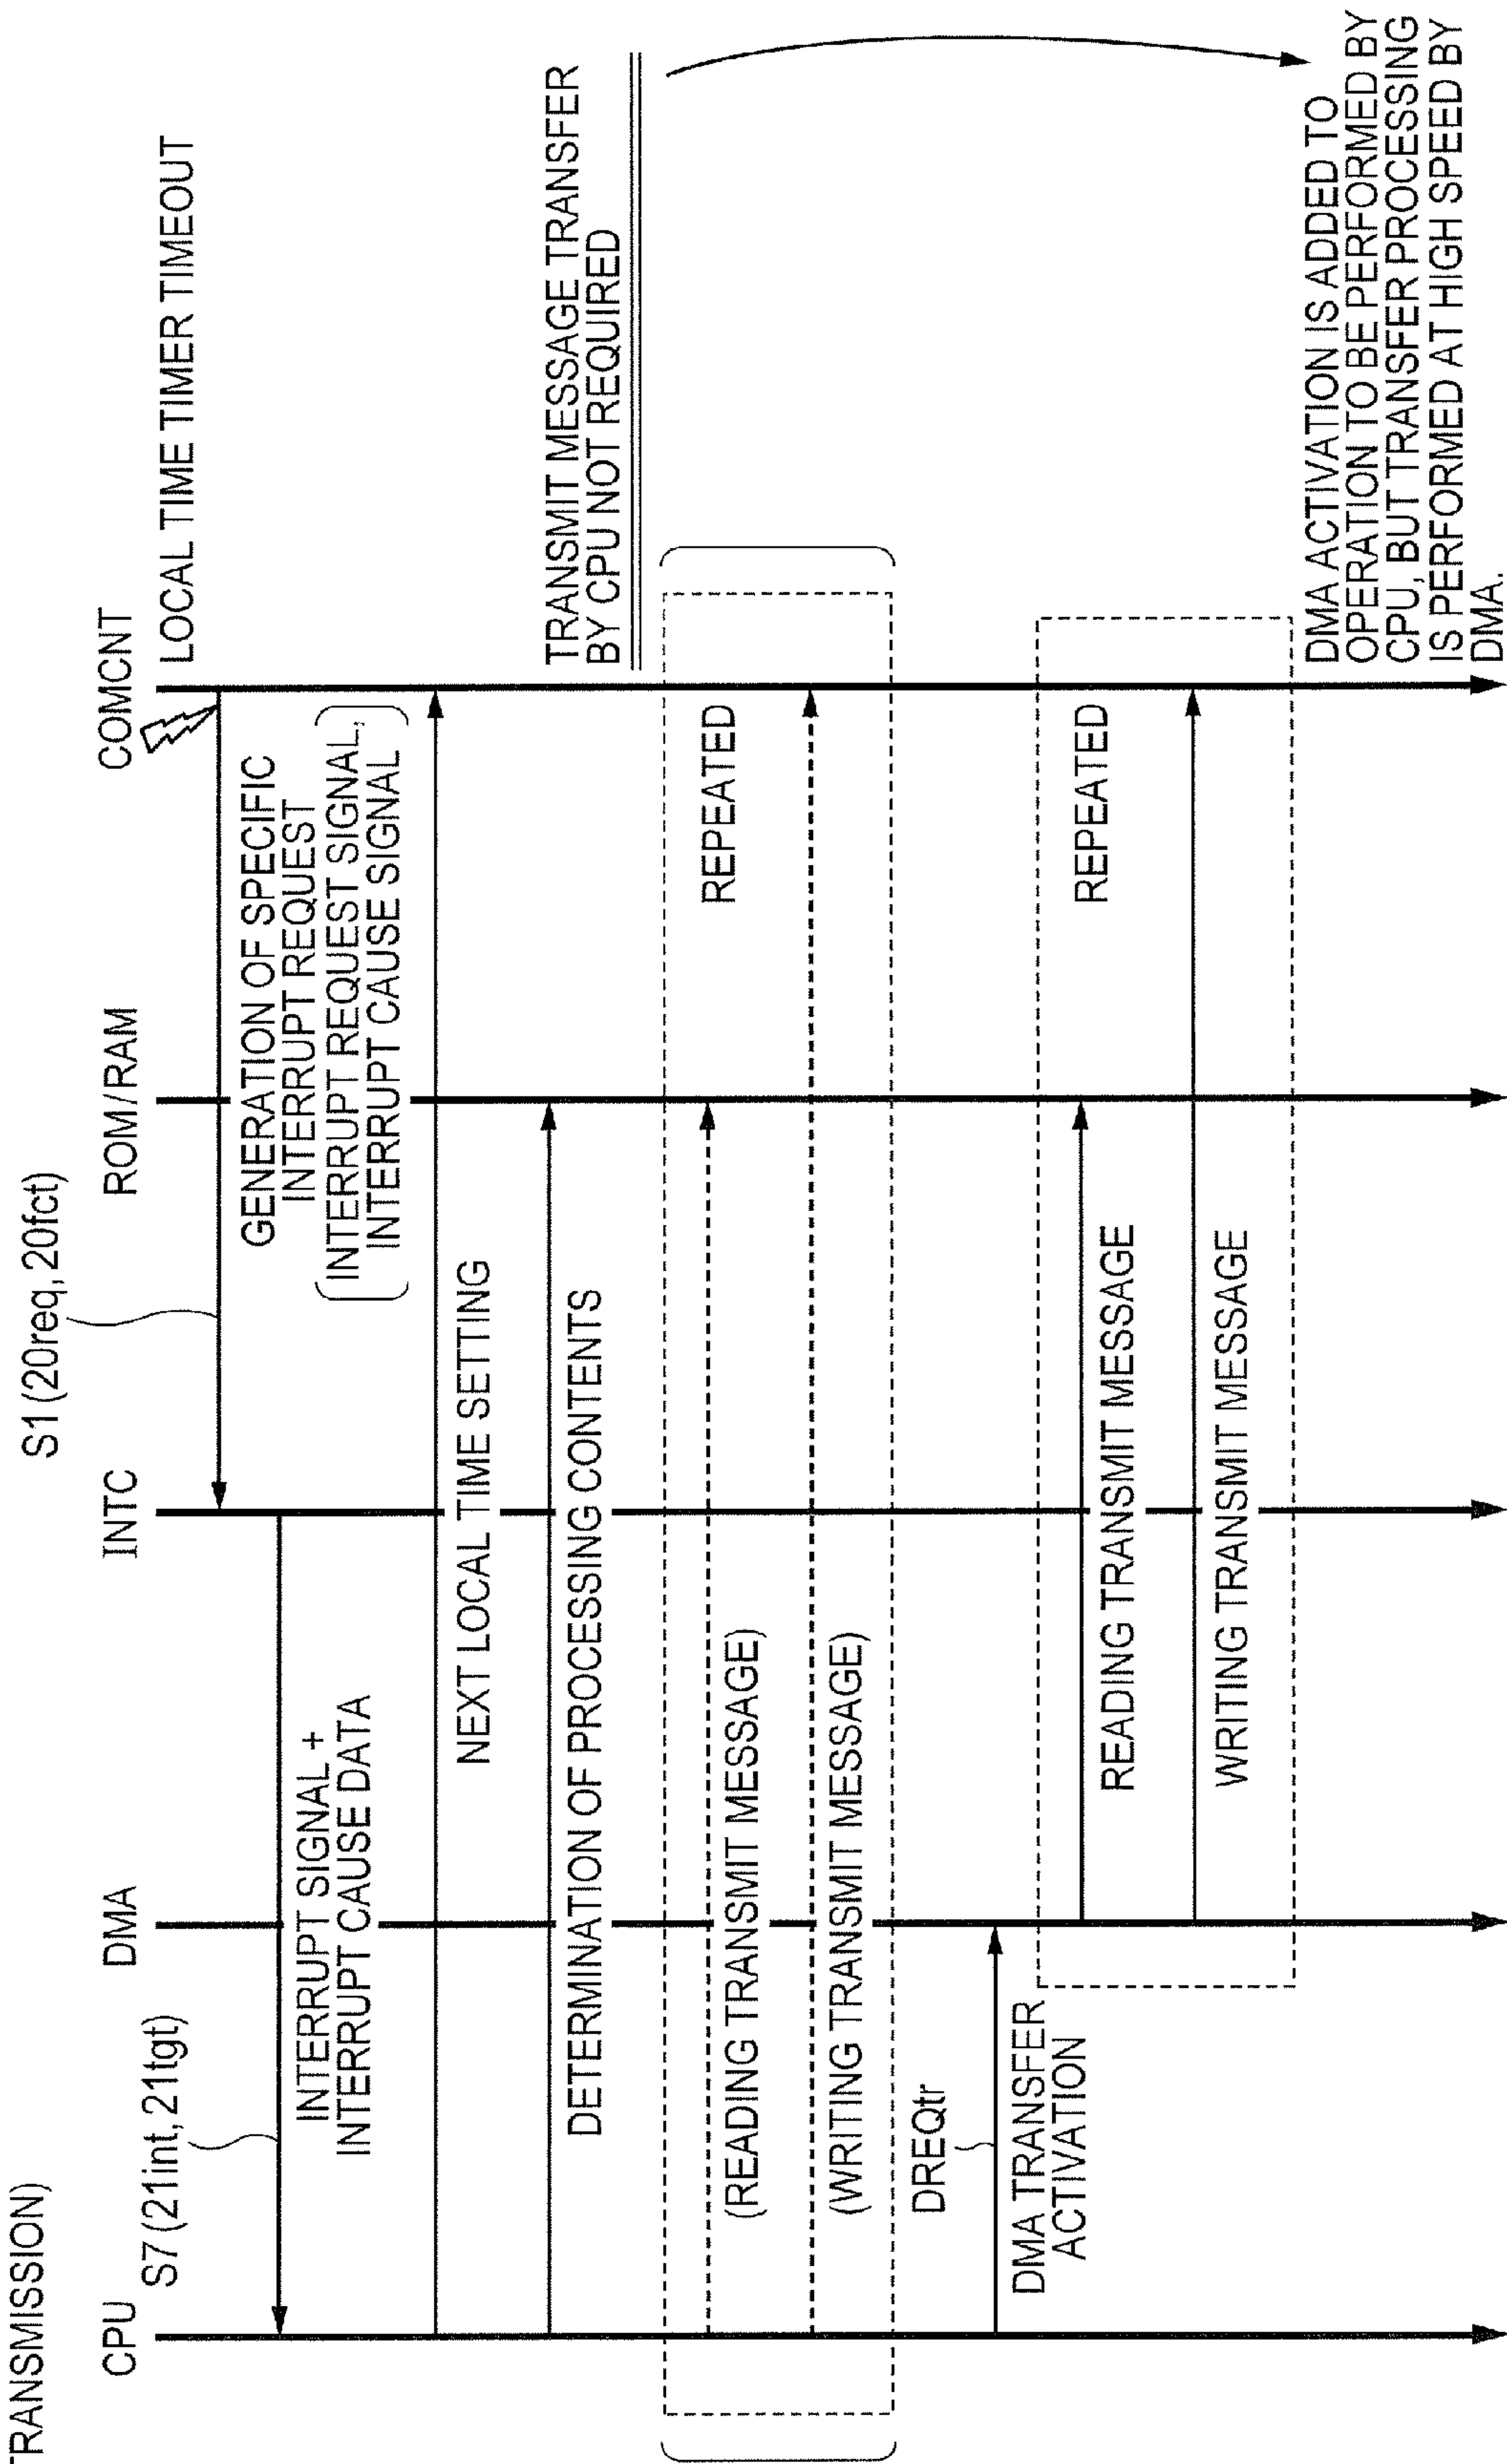 TRANSMISSION)
CPU
DMA
INTC
ROM/RAM
COMCNT
S1 (20req, 20fct)
LOCAL TIME TIMER TIMEOUT
S7 (21int, 21tgt)
GENERATION OF SPECIFIC
INTERRUPT REQUEST
INTERRUPT REQUEST SIGNAL,
INTERRUPT CAUSE SIGNAL
INTERRUPT SIGNAL +
INTERRUPT CAUSE DATA
NEXT LOCAL TIME SETTING
DETERMINATION OF PROCESSING CONTENTS
TRANSMIT MESSAGE TRANSFER
BY CPU NOT REQUIRED
REPEATED
(READING TRANSMIT MESSAGE)
(WRITING TRANSMIT MESSAGE)
DREQtr
DMA TRANSFER
ACTIVATION
REPEATED
READING TRANSMIT MESSAGE
WRITING TRANSMIT MESSAGE
DMA ACTIVATION IS ADDED TO
OPERATION TO BE PERFORMED BY
CPU, BUT TRANSFER PROCESSING
IS PERFORMED AT HIGH SPEED BY
DMA.